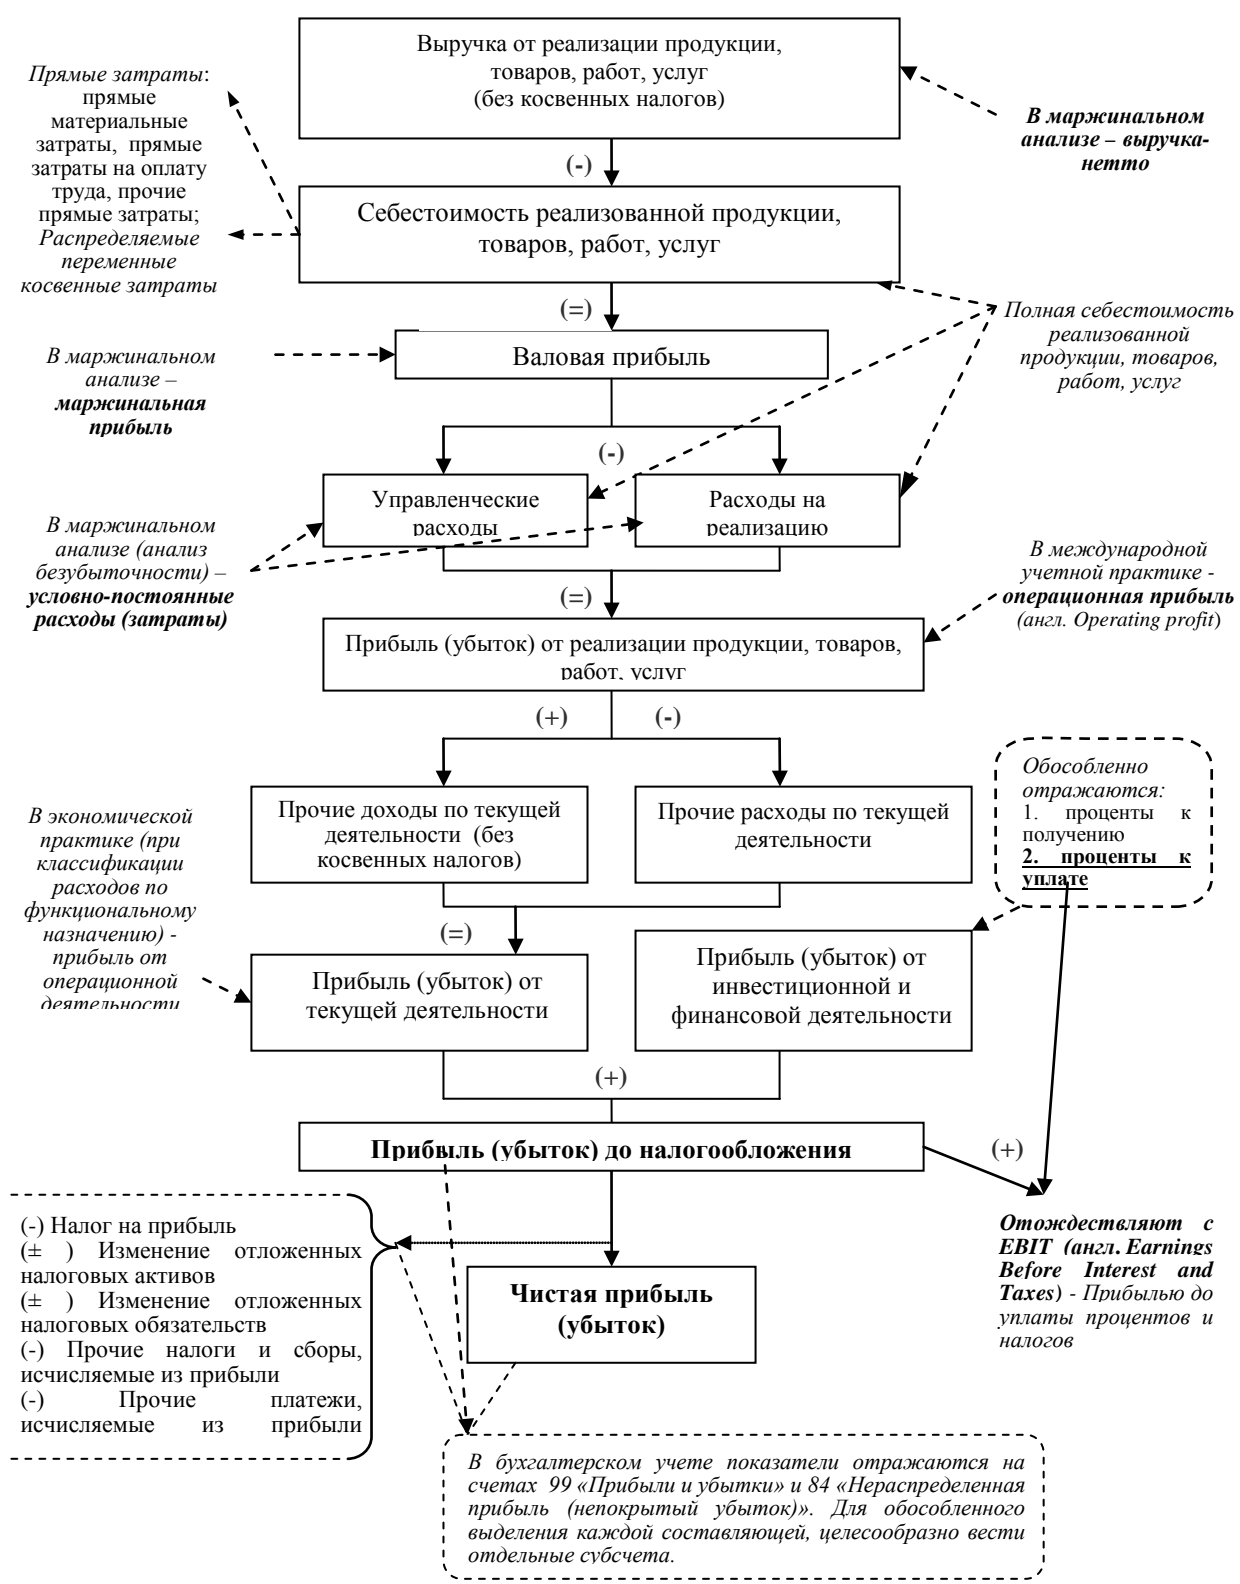 Выручка от реализации продукции,
товаров, работ, услуг
(без косвенных налогов)
Прямые затраты:
прямые
материальные
затраты, прямые
затраты на оплату
труда, прочие
прямые затраты;
Распределяемые
переменные
косвенные затраты
В маржинальном
анализе – выручка-
нетто
(-)
Себестоимость реализованной продукции,
товаров, работ, услуг
(=)
Полная себестоимость
реализованной
продукции, товаров,
работ, услуг
В маржинальном
анализе –
маржинальная
прибыль
Валовая прибыль
(-)
Управленческие
расходы
Расходы на
реализацию
В маржинальном
анализе (анализ
безубыточности) –
условно-постоянные
расходы (затраты)
В международной
учетной практике -
операционная прибыль
(англ. Operating profit)
(=)
Прибыль (убыток) от реализации продукции, товаров,
работ, услуг
(+)
(-)
Обособленно
отражаются:
1. проценты к
получению
2. проценты к
уплате
Прочие доходы по текущей
деятельности (без
косвенных налогов)
Прочие расходы по текущей
деятельности
В экономической
практике (при
классификации
расходов по
функциональному
назначению) -
прибыль от
операционной
деятельности
(=)
Прибыль (убыток) от
текущей деятельности
Прибыль (убыток) от
инвестиционной и
финансовой деятельности
(+)
Прибыль (убыток) до налогообложения
(+)
(-) Налог на прибыль
(± ) Изменение отложенных
налоговых активов
(± ) Изменение отложенных
налоговых обязательств
(-) Прочие налоги и сборы,
исчисляемые из прибыли
(-) Прочие платежи,
исчисляемые из прибыли
Чистая прибыль
(убыток)
Отождествляют с
EBIT (англ. Earnings
Before Interest and
Taxes) - Прибылью до
уплаты процентов и
налогов
В бухгалтерском учете показатели отражаются на
счетах 99 «Прибыли и убытки» и 84 «Нераспределенная
прибыль (непокрытый убыток)». Для обособленного
выделения каждой составляющей, целесообразно вести
отдельные субсчета.